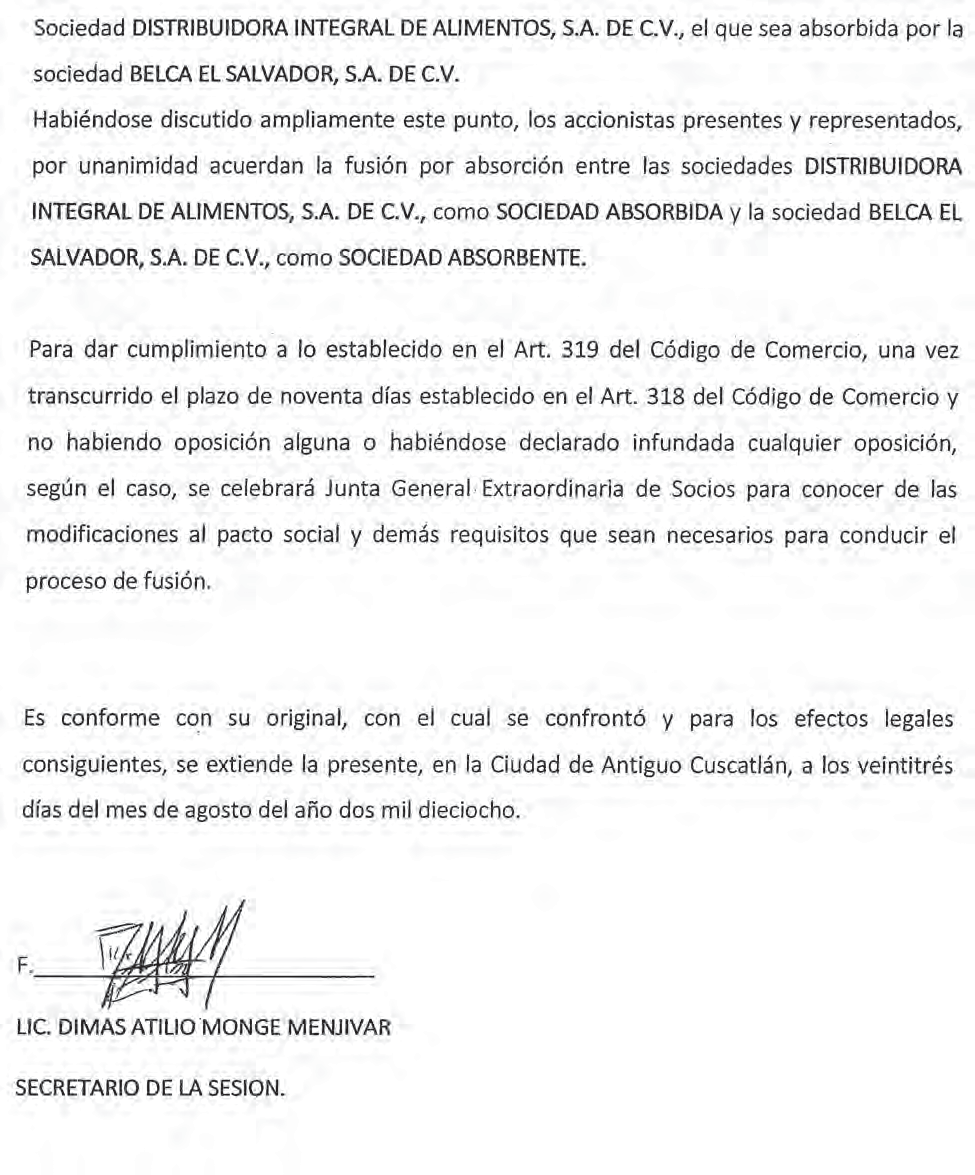 Sociedad DISTRIBUIDORA INTEGRAL DE ALIMENTOS, S.A. DE C.V., el que sea absorbida por la
sociedad BELCA EL SALVADOR, S.A. DE C.V.
Habiéndose discutido ampliamente este punto, los accionistas presentes y representados,
por unanimidad acuerdan la fusión por absorción entre las sociedades DISTRIBUIDORA
INTEGRAL DE ALIMENTOS, S.A. DE C.V., como SOCIEDAD ABSORBIDA y la sociedad BELCA EL
SALVADOR, S.A. DE C.V., como SOCIEDAD ABSORBENTE.
Para dar cumplimiento a lo establecido en el Art. 319 del Código de Comercio, una vez
transcurrido el plazo de noventa días establecido en el Art. 318 del Código de Comercio y
no habiendo oposición alguna o habiéndose declarado infundada cualquier oposición,
según el caso, se celebrará Junta General Extraordinaria de Socios para conocer de las
modificaciones al pacto social y demás requisitos que sean necesarios para conducir el
proceso de fusión.
Es conforme con su original, con el cual se confrontó y para los efectos legales
consiguientes, se extiende la presente, en la Ciudad de Antiguo Cuscatlán, a los veintitrés
días del mes de agosto del año dos mil dieciocho.
F.
LIC. DIMAS ATILIO MONGE MENJIVAR
SECRETARIO DE LA SESION.